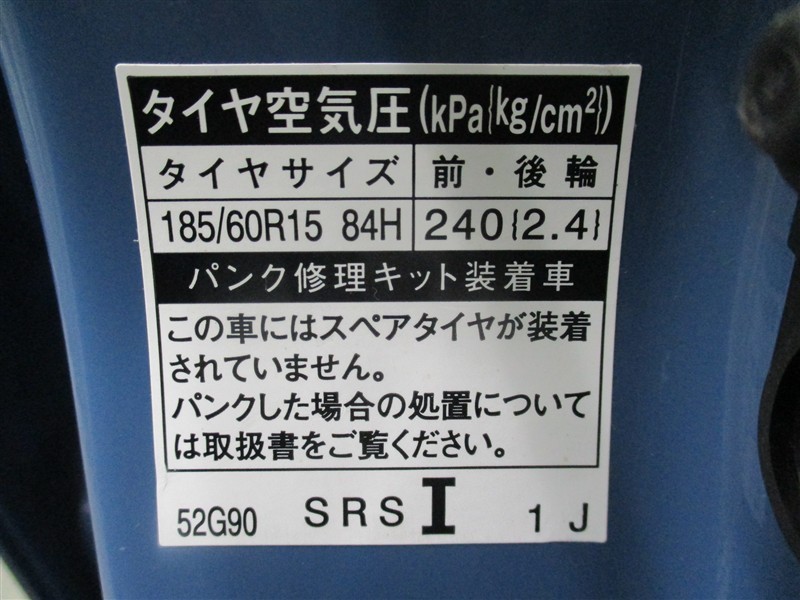 タイヤ空気圧(kPa{kg/cm²})
タイヤサイズ 前・後輪
185/60R15 84H 240{2.4}
パンク修理キット装着車
この車にはスペアタイヤが装着
されていません。
パンクした場合の処置について
は取扱書をご覧ください。
52G90 SRS I 1J